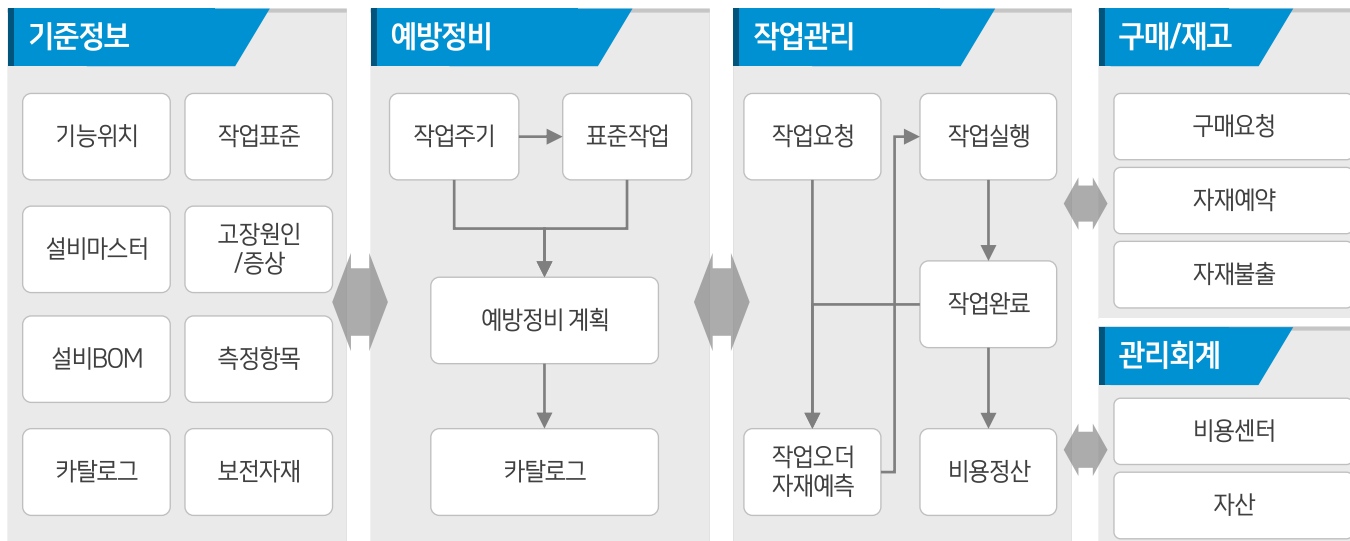 기준정보
기능위치
작업표준
설비마스터
고장원인
/증상
설비BOM
측정항목
카탈로그
보전자재
예방정비
작업주기
표준작업
예방정비 계획
카탈로그
작업관리
작업요청
작업실행
작업완료
작업오더
자재예측
비용정산
구매/재고
구매요청
자재예약
자재불출
관리회계
비용센터
자산